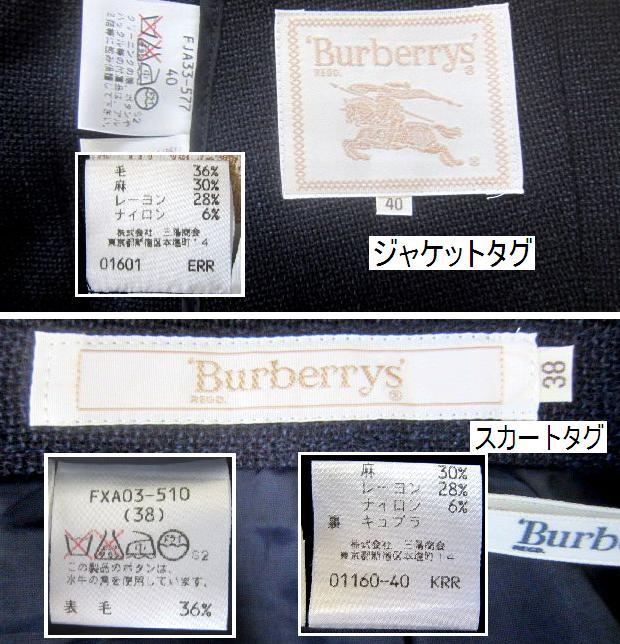 FJA33-577
40
S2
'Burberrys'
REGD.
®
40
毛 36%
麻 30%
レーヨン 28%
ナイロン 6%
株式会社 三陽商会
東京都新宿区本塩町14
01601 ERR
ジャケットタグ
'Burberrys'
REGD. ®
38
スカートタグ
FXA03-510
(38)
S2
この製品のボタンは、
水牛の角を使用しています。
表 毛 36%
麻 30%
レーヨン 28%
ナイロン 6%
裏 キュプラ
株式会社 三陽商会
東京都新宿区本塩町14
01160-40 KRR
'Burb
REGD.